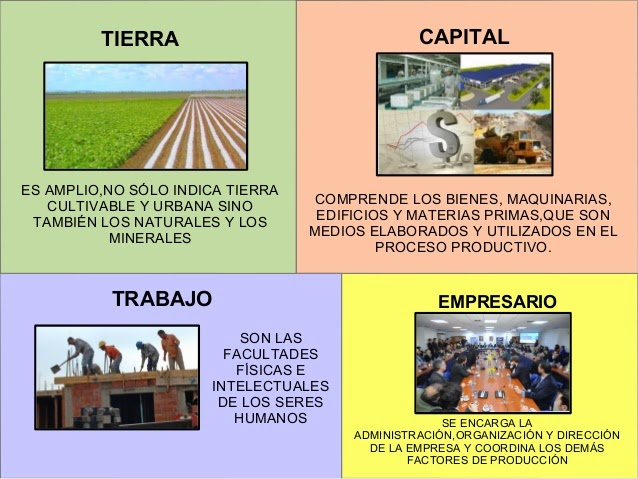 TIERRA
ES AMPLIO,NO SÓLO INDICA TIERRA
CULTIVABLE Y URBANA SINO
TAMBIÉN LOS NATURALES Y LOS
MINERALES
CAPITAL
$
COMPRENDE LOS BIENES, MAQUINARIAS,
EDIFICIOS Y MATERIAS PRIMAS,QUE SON
MEDIOS ELABORADOS Y UTILIZADOS EN EL
PROCESO PRODUCTIVO.
TRABAJO
SON LAS
FACULTADES
FÍSICAS E
INTELECTUALES
DE LOS SERES
HUMANOS
EMPRESARIO
SE ENCARGA LA
ADMINISTRACIÓN,ORGANIZACIÓN Y DIRECCIÓN
DE LA EMPRESA Y COORDINA LOS DEMÁS
FACTORES DE PRODUCCIÓN